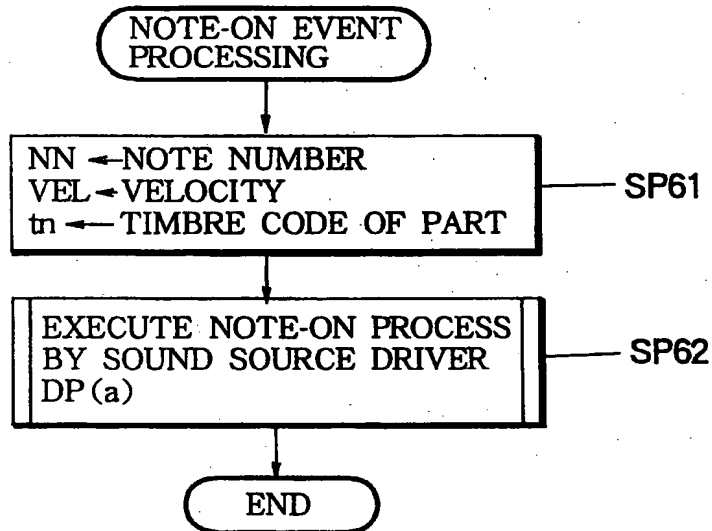 NOTE-ON EVENT
PROCESSING
NN ←NOTE NUMBER
VEL←VELOCITY
tn ← TIMBRE CODE OF PART
SP61
EXECUTE NOTE-ON PROCESS
BY SOUND SOURCE DRIVER
DP(a)
SP62
END